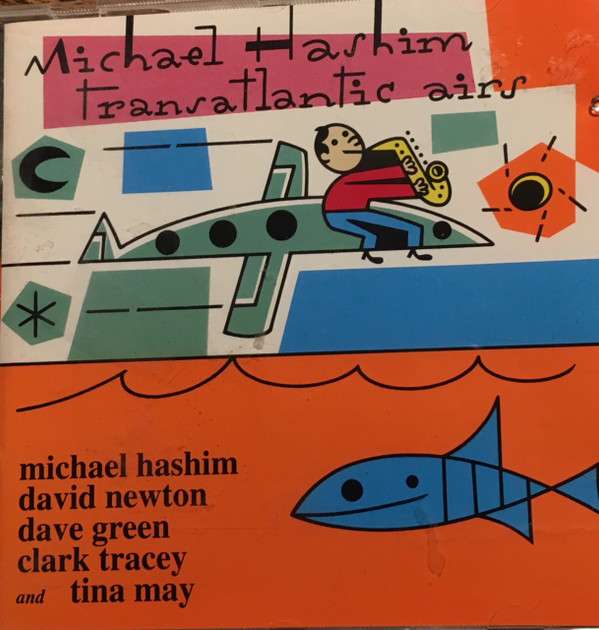 Michael Hashim
transatlantic airs
michael hashim
david newton
dave green
clark tracey
and tina may